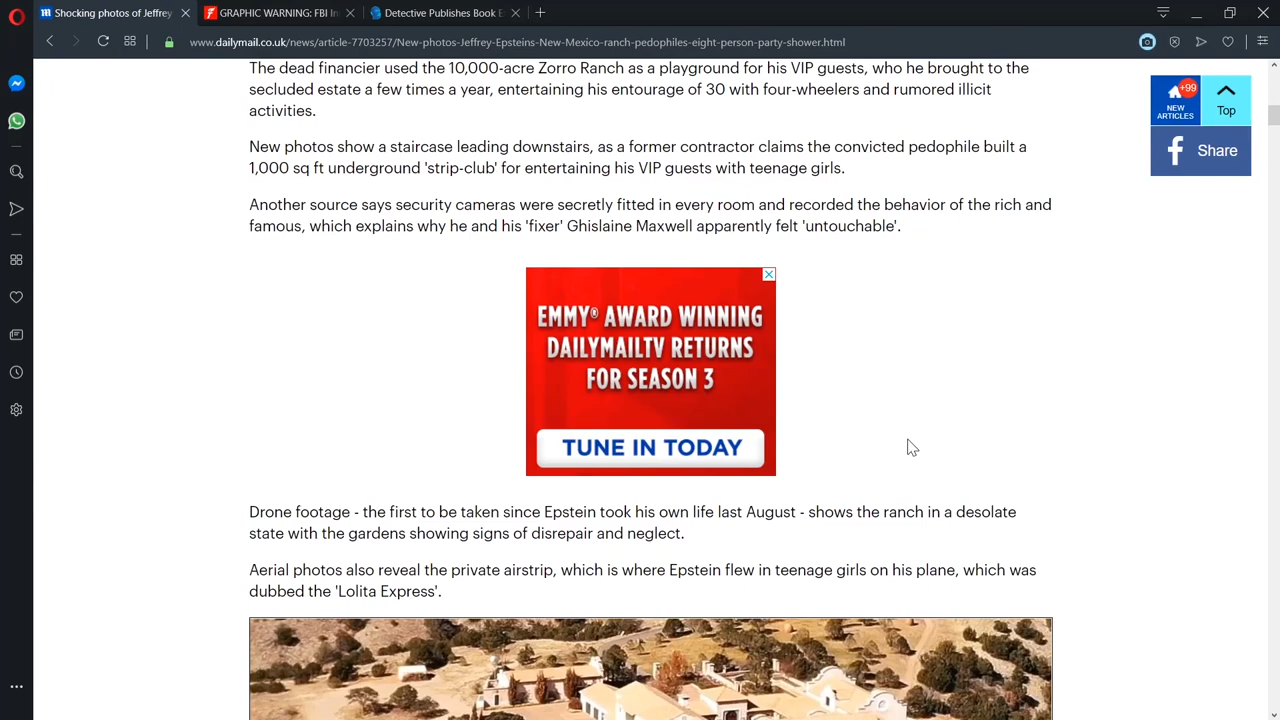 Shocking photos of Jeffrey
GRAPHIC WARNING: FBI In
Detective Publishes Book E
www.dailymail.co.uk/news/article-7703257/New-photos-Jeffrey-Epsteins-New-Mexico-ranch-pedophiles-eight-person-party-shower.html
The dead financier used the 10,000-acre Zorro Ranch as a playground for his VIP guests, who he brought to the
secluded estate a few times a year, entertaining his entourage of 30 with four-wheelers and rumored illicit
activities.
+99
NEW
ARTICLES
Top
f Share
New photos show a staircase leading downstairs, as a former contractor claims the convicted pedophile built a
1,000 sq ft underground 'strip-club' for entertaining his VIP guests with teenage girls.
Another source says security cameras were secretly fitted in every room and recorded the behavior of the rich and
famous, which explains why he and his 'fixer' Ghislaine Maxwell apparently felt 'untouchable'.
EMMY® AWARD WINNING
DAILYMAILTV RETURNS
FOR SEASON 3
TUNE IN TODAY
Drone footage - the first to be taken since Epstein took his own life last August - shows the ranch in a desolate
state with the gardens showing signs of disrepair and neglect.
Aerial photos also reveal the private airstrip, which is where Epstein flew in teenage girls on his plane, which was
dubbed the 'Lolita Express'.